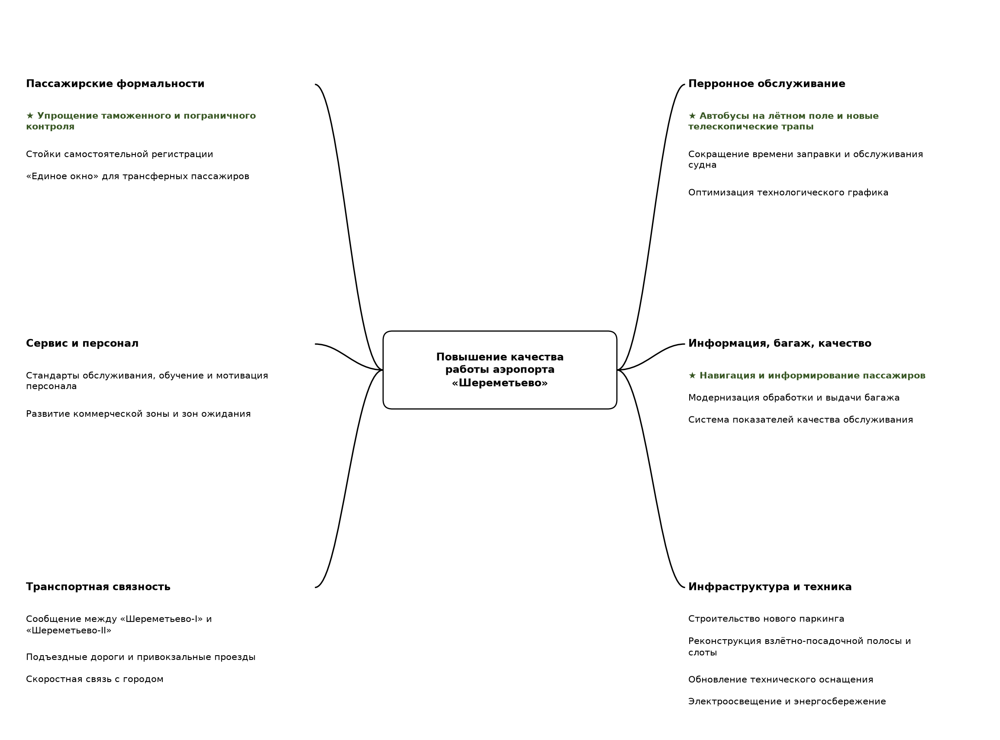 Пассажирские формальности
★ Упрощение таможенного и пограничного
контроля
Стойки самостоятельной регистрации
«Единое окно» для трансферных пассажиров
Сервис и персонал
Стандарты обслуживания, обучение и мотивация
персонала
Развитие коммерческой зоны и зон ожидания
Транспортная связность
Сообщение между «Шереметьево-I» и
«Шереметьево-II»
Подъездные дороги и привокзальные проезды
Скоростная связь с городом
Повышение качества
работы аэропорта
«Шереметьево»
Перронное обслуживание
★ Автобусы на лётном поле и новые
телескопические трапы
Сокращение времени заправки и обслуживания
судна
Оптимизация технологического графика
Информация, багаж, качество
★ Навигация и информирование пассажиров
Модернизация обработки и выдачи багажа
Система показателей качества обслуживания
Инфраструктура и техника
Строительство нового паркинга
Реконструкция взлётно-посадочной полосы и
слоты
Обновление технического оснащения
Электроосвещение и энергосбережение